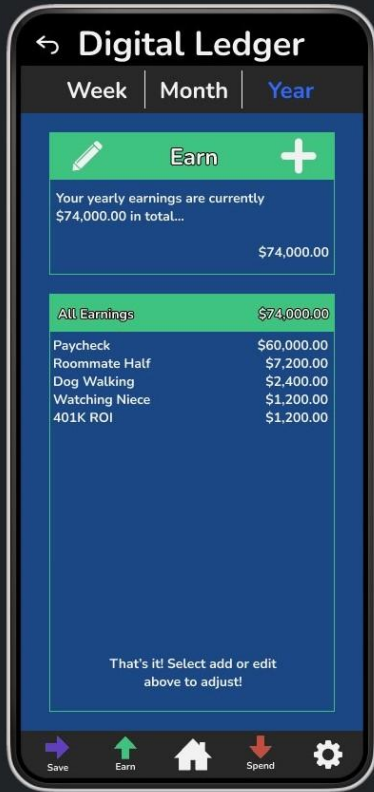 Digital Ledger
Week Month Year
Earn
Your yearly earnings are currently
$74,000.00 in total...
$74,000.00
All Earnings $74,000.00
Paycheck $60,000.00
Roommate Half $7,200.00
Dog Walking $2,400.00
Watching Niece $1,200.00
401K ROI $1,200.00
That's it! Select add or edit
above to adjust!
Save Earn Spend